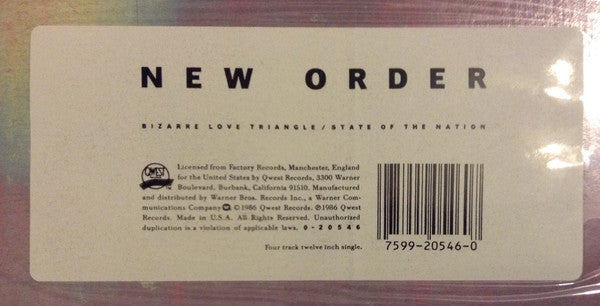 NEW ORDER
BIZARRE LOVE TRIANGLE/STATE OF THE NATION
QWEST
Licensed from Factory Records, Manchester, England
for the United States by Qwest Records, 3300 Warner
Boulevard, Burbank, California 91510. Manufactured
and distributed by Warner Bros. Records Inc., a Warner Com-
munications Company. © 1986 Qwest Records. ℗ 1986 Qwest
Records. Made in U.S.A. All Rights Reserved. Unauthorized
duplication is a violation of applicable laws. 0-20546
Four track twelve inch single.
7599-20546-0